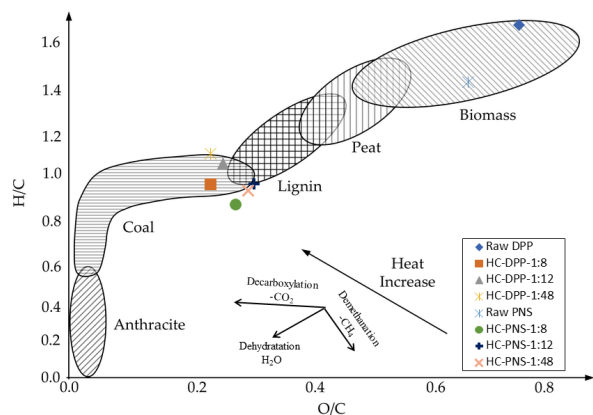 1.6
1.4
1.2
1.0
0.8
0.6
0.4
0.2
0.0
H/C
0.0
0.2
0.4
0.6
0.8
O/C
Biomass
Peat
Lignin
Coal
Anthracite
Heat
Increase
Decarboxylation
-CO2
Demethanation
-CH4
Dehydratation
H2O
Raw DPP
HC-DPP-1:8
HC-DPP-1:12
HC-DPP-1:48
Raw PNS
HC-PNS-1:8
HC-PNS-1:12
HC-PNS-1:48